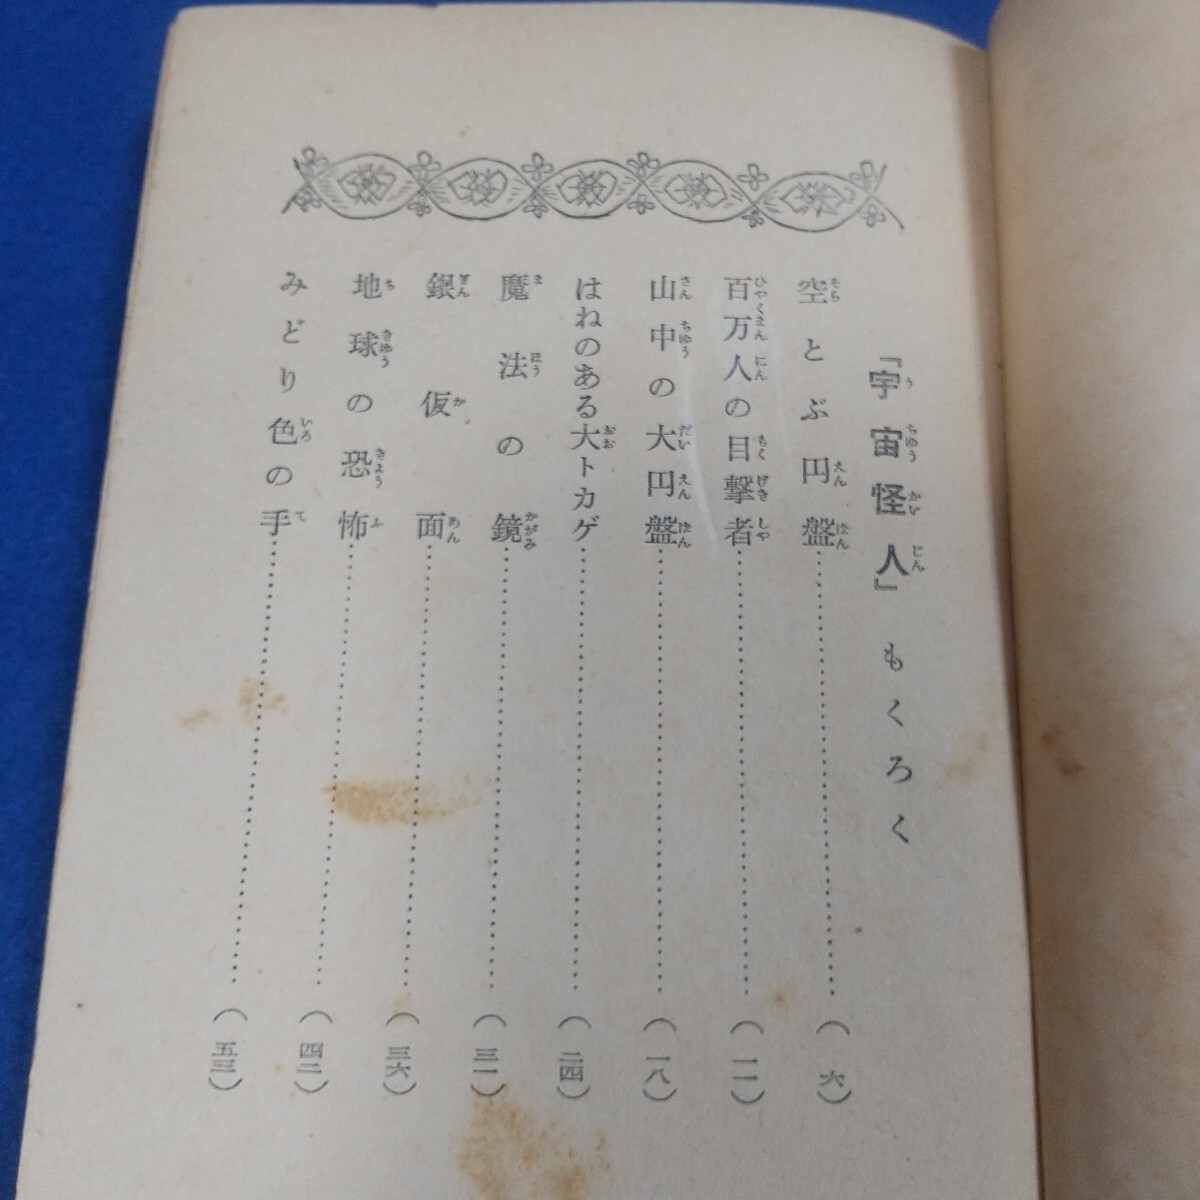 『宇宙怪人』もくろく
空とぶ円盤……(六)
百万人の目撃者……(一一)
山中の大円盤……(一八)
はねのある大トカゲ……(二四)
魔法の鏡……(三一)
銀仮面……(三六)
地球の恐怖……(四二)
みどり色の手……(五三)